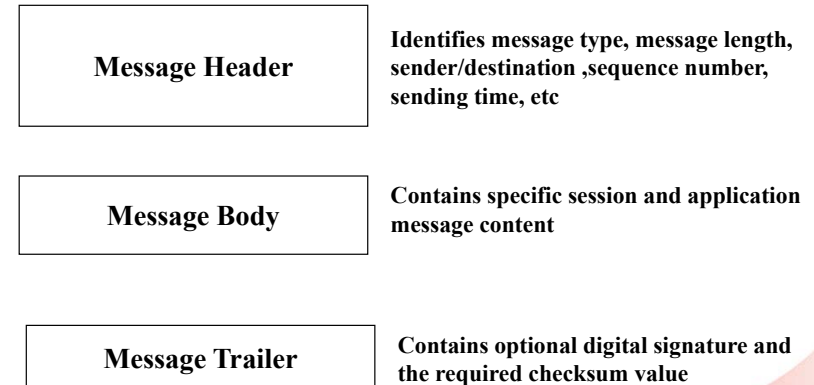 Message Header
Identifies message type, message length,
sender/destination ,sequence number,
sending time, etc
Message Body
Contains specific session and application
message content
Message Trailer
Contains optional digital signature and
the required checksum value